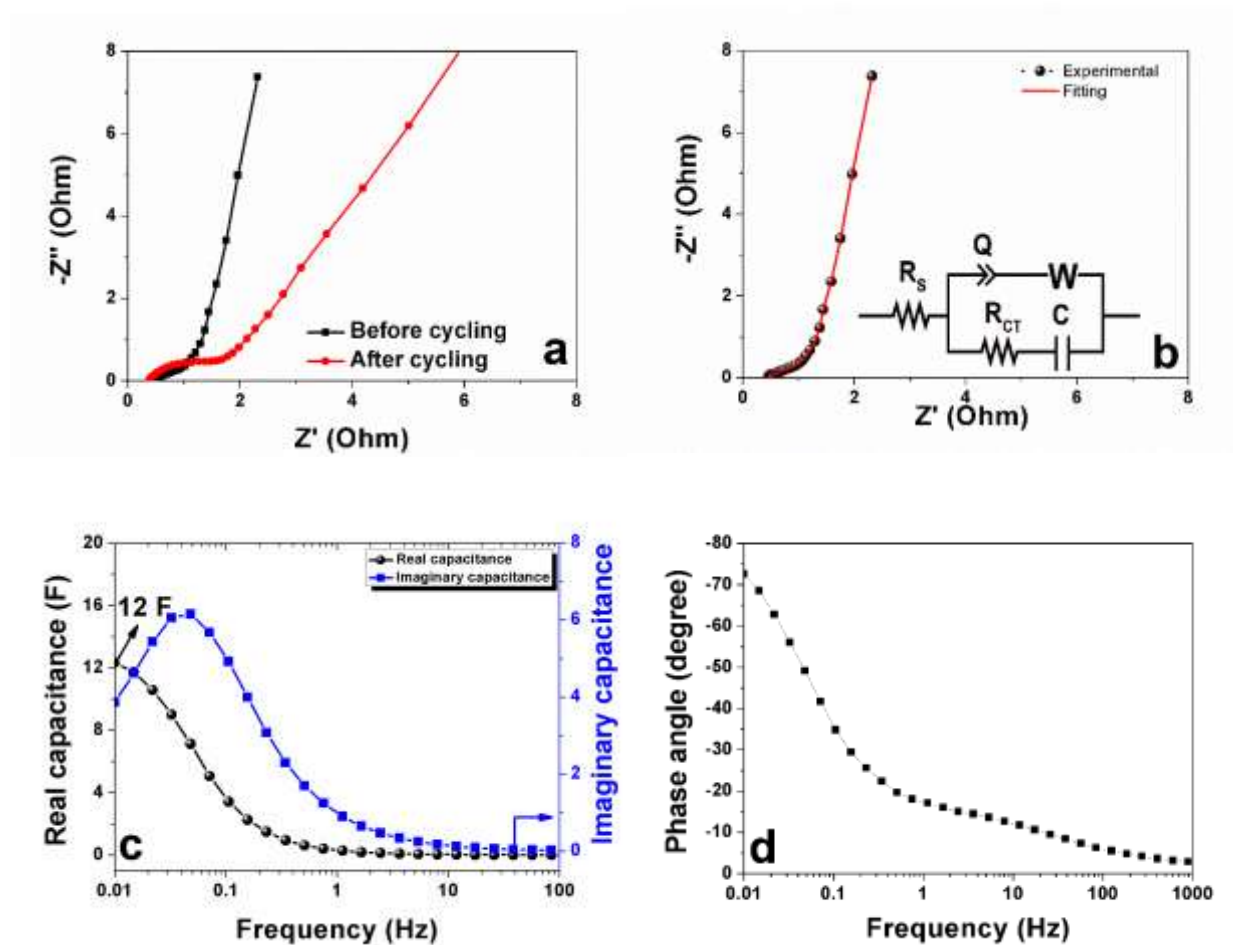 8
6
4
2
0
-Z'' (Ohm)
Before cycling
After cycling
a
0 2 4 6 8
Z' (Ohm)
8
6
4
2
0
-Z'' (Ohm)
Experimental
Fitting
Q
W
R_S
R_CT
C
b
0 2 4 6 8
Z' (Ohm)
20
16
12
8
4
0
Real capacitance (F)
12 F
Real capacitance
Imaginary capacitance
8
6
4
2
0
Imaginary capacitance
c
0.01 0.1 1 10 100
Frequency (Hz)
-80
-70
-60
-50
-40
-30
-20
-10
0
Phase angle (degree)
d
0.01 0.1 1 10 100 1000
Frequency (Hz)